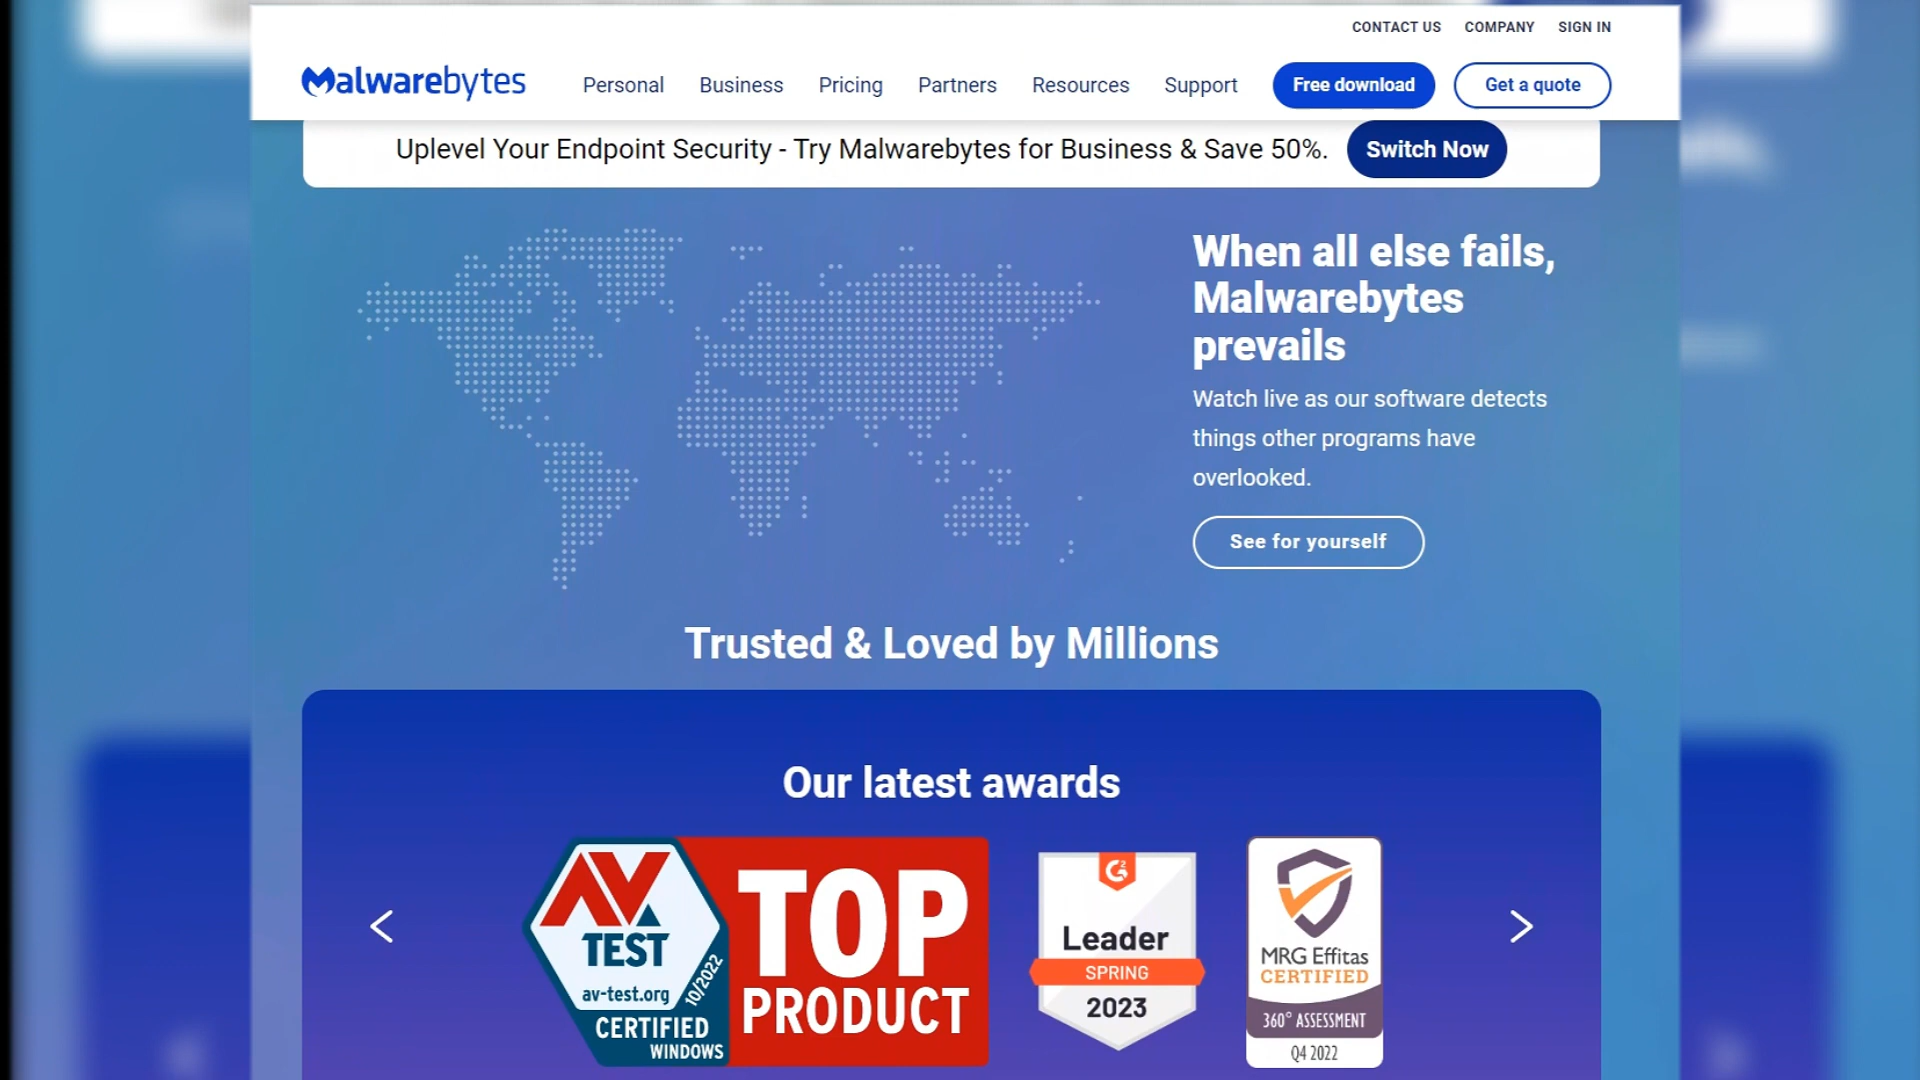 CONTACT US COMPANY SIGN IN
Malwarebytes Personal Business Pricing Partners Resources Support Free download Get a quote
Uplevel Your Endpoint Security - Try Malwarebytes for Business & Save 50%. Switch Now
When all else fails,
Malwarebytes
prevails
Watch live as our software detects
things other programs have
overlooked.
See for yourself
Trusted & Loved by Millions
Our latest awards
AV
TEST
av-test.org
10/2022
CERTIFIED
WINDOWS
TOP
PRODUCT
G2
Leader
SPRING
2023
MRG Effitas
CERTIFIED
360° ASSESSMENT
Q4 2022